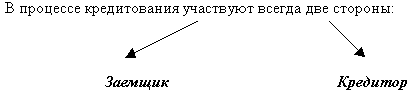 В процессе кредитования участвуют всегда две стороны:
Заемщик Кредитор